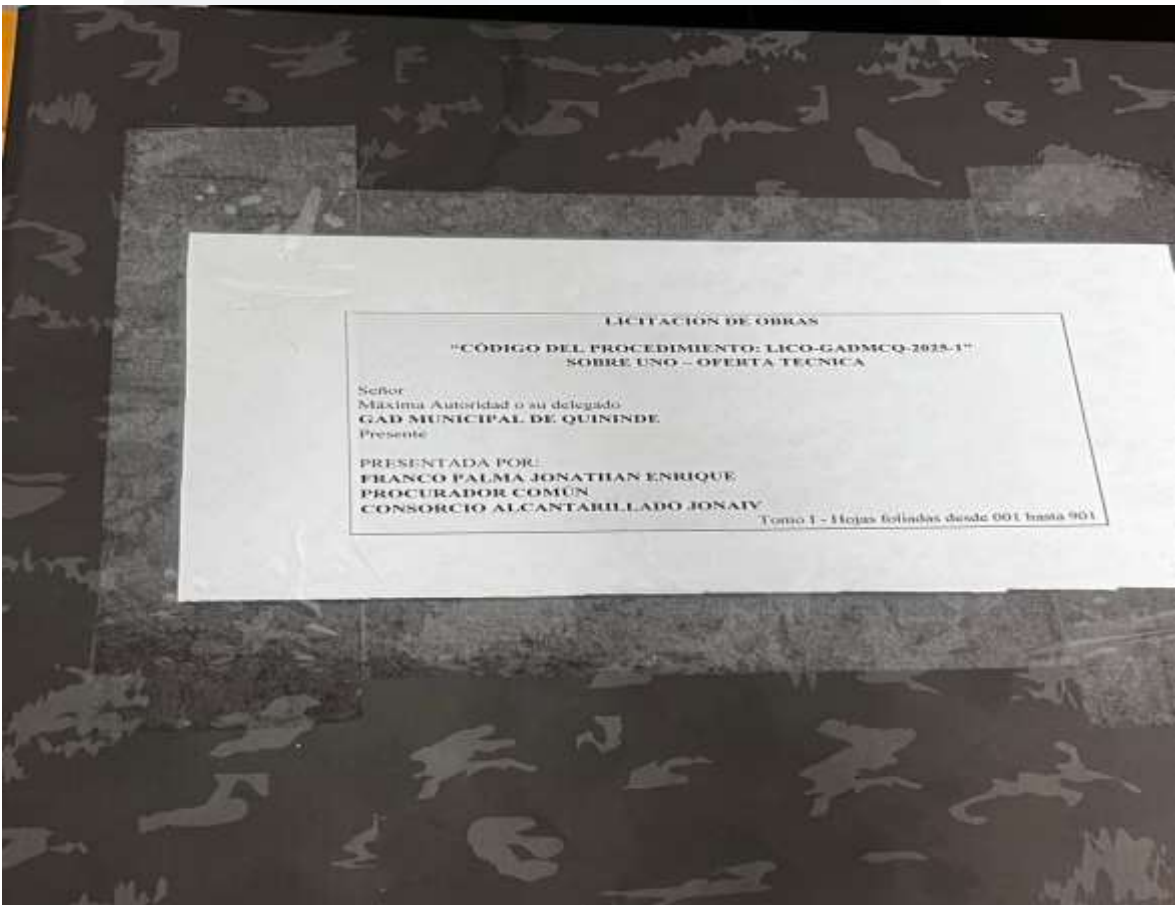 LICITACION DE OBRAS
"CÓDIGO DEL PROCEDIMIENTO: LICO-GADMCQ-2025-1"
SOBRE UNO – OFERTA TECNICA
Señor
Máxima Autoridad o su delegado
GAD MUNICIPAL DE QUININDE
Presente
PRESENTADA POR:
FRANCO PALMA JONATHAN ENRIQUE
PROCURADOR COMÚN
CONSORCIO ALCANTARILLADO JONAIV
Tomo I - Hojas foliadas desde 001 hasta 901